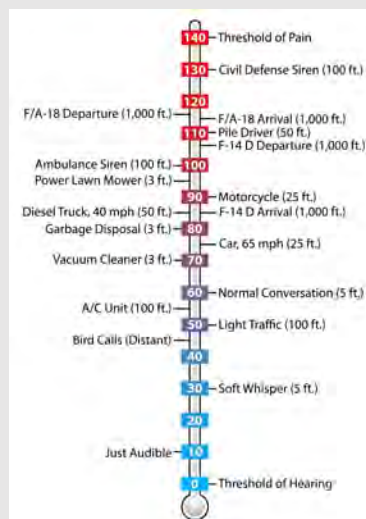 140 Threshold of Pain
130 Civil Defense Siren (100 ft.)
120
F/A-18 Departure (1,000 ft.)
F/A-18 Arrival (1,000 ft.)
110 Pile Driver (50 ft.)
F-14 D Departure (1,000 ft.)
Ambulance Siren (100 ft.) 100
Power Lawn Mower (3 ft.)
90 Motorcycle (25 ft.)
Diesel Truck, 40 mph (50 ft.)
F-14 D Arrival (1,000 ft.)
Garbage Disposal (3 ft.) 80
Car, 65 mph (25 ft.)
Vacuum Cleaner (3 ft.) 70
60 Normal Conversation (5 ft.)
A/C Unit (100 ft.)
50 Light Traffic (100 ft.)
Bird Calls (Distant)
40
30 Soft Whisper (5 ft.)
20
Just Audible 10
0 Threshold of Hearing